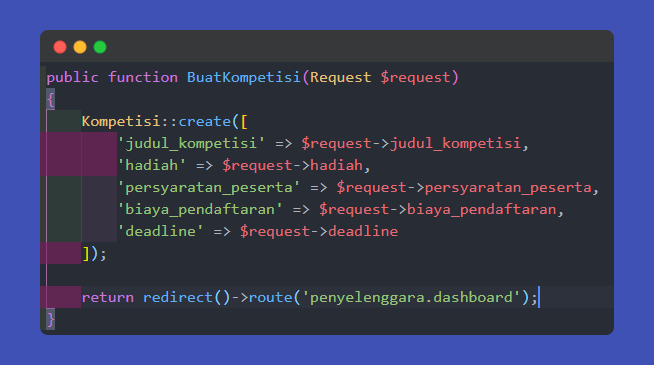 public function BuatKompetisi(Request $request)
{
    Kompetisi::create([
        'judul_kompetisi' => $request->judul_kompetisi,
        'hadiah' => $request->hadiah,
        'persyaratan_peserta' => $request->persyaratan_peserta,
        'biaya_pendaftaran' => $request->biaya_pendaftaran,
        'deadline' => $request->deadline
    ]);

    return redirect()->route('penyelenggara.dashboard');
}